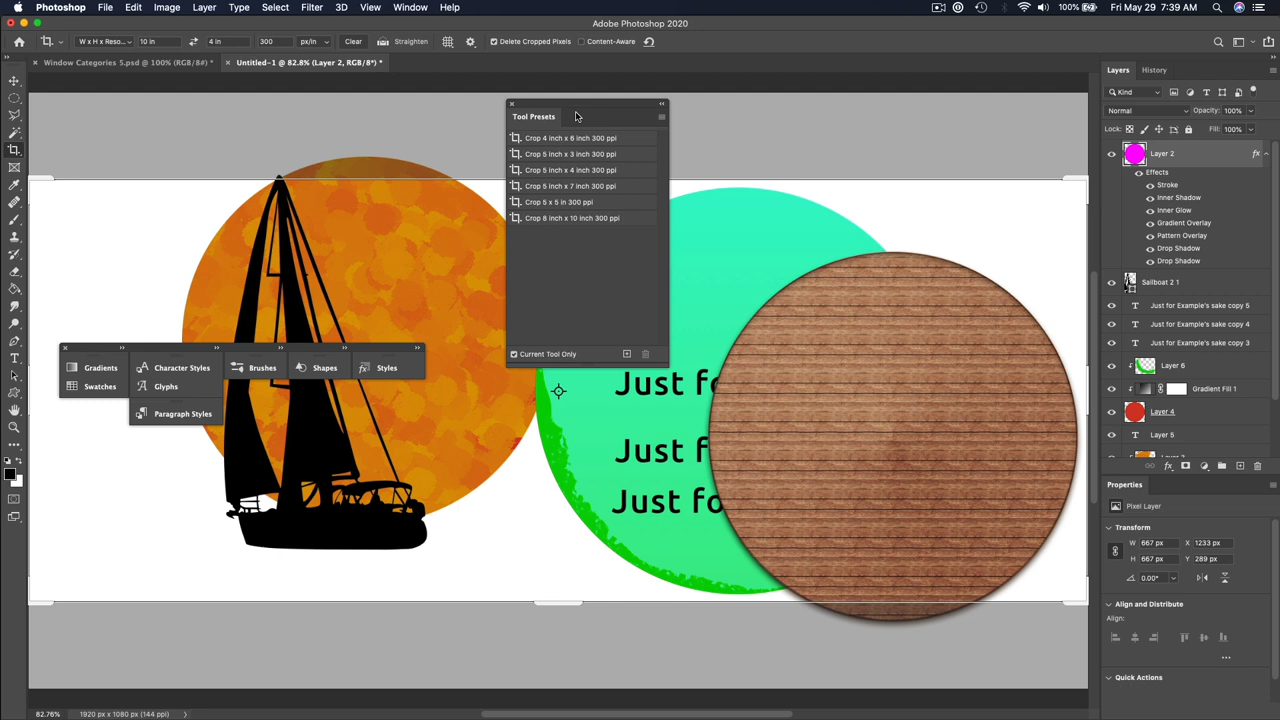 Photoshop File Edit Image Layer Type Select Filter 3D View Window Help
100% Fri May 29 7:39 AM
Adobe Photoshop 2020
W x H x Reso... 10 in 4 in 300 px/in Clear Straighten Delete Cropped Pixels Content-Aware
Window Categories 5.psd @ 100% (RGB/8#) * Untitled-1 @ 82.8% (Layer 2, RGB/8*) *
Tool Presets
Crop 4 inch x 6 inch 300 ppi
Crop 5 inch x 3 inch 300 ppi
Crop 5 inch x 4 inch 300 ppi
Crop 5 inch x 7 inch 300 ppi
Crop 5 x 5 in 300 ppi
Crop 8 inch x 10 inch 300 ppi
Current Tool Only
Gradients
Swatches
Character Styles
Glyphs
Paragraph Styles
Brushes
Shapes
Styles
Just fo
Just f
Just fo
Layers History
Kind
Normal Opacity: 100%
Lock: Fill: 100%
Layer 2 fx
Effects
Stroke
Inner Shadow
Inner Glow
Gradient Overlay
Pattern Overlay
Drop Shadow
Drop Shadow
Sailboat 2 1
Just for Example's sake copy 5
Just for Example's sake copy 4
Just for Example's sake copy 3
Layer 6
Gradient Fill 1
Layer 4
Layer 5
Properties
Pixel Layer
Transform
W 667 px X 1233 px
H 667 px Y 289 px
0.00°
Align and Distribute
Align:
Quick Actions
82.76% 1920 px x 1080 px (144 ppi)